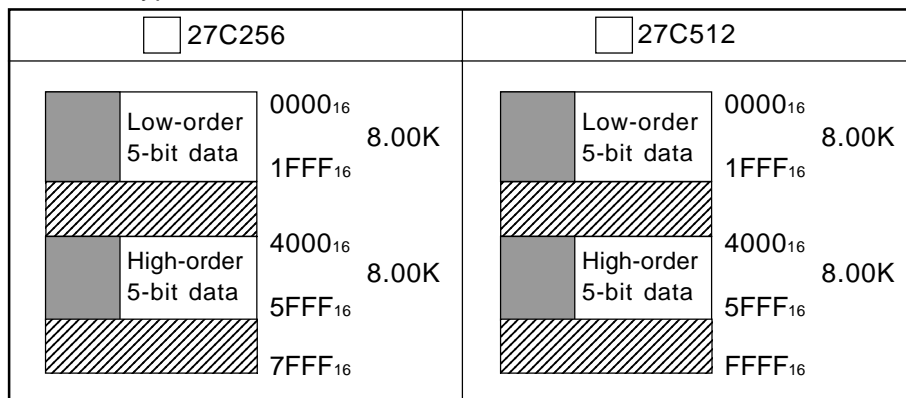 27C256
27C512
Low-order
5-bit data
0000₁₆
8.00K
1FFF₁₆
High-order
5-bit data
4000₁₆
8.00K
5FFF₁₆
7FFF₁₆
Low-order
5-bit data
0000₁₆
8.00K
1FFF₁₆
High-order
5-bit data
4000₁₆
8.00K
5FFF₁₆
FFFF₁₆